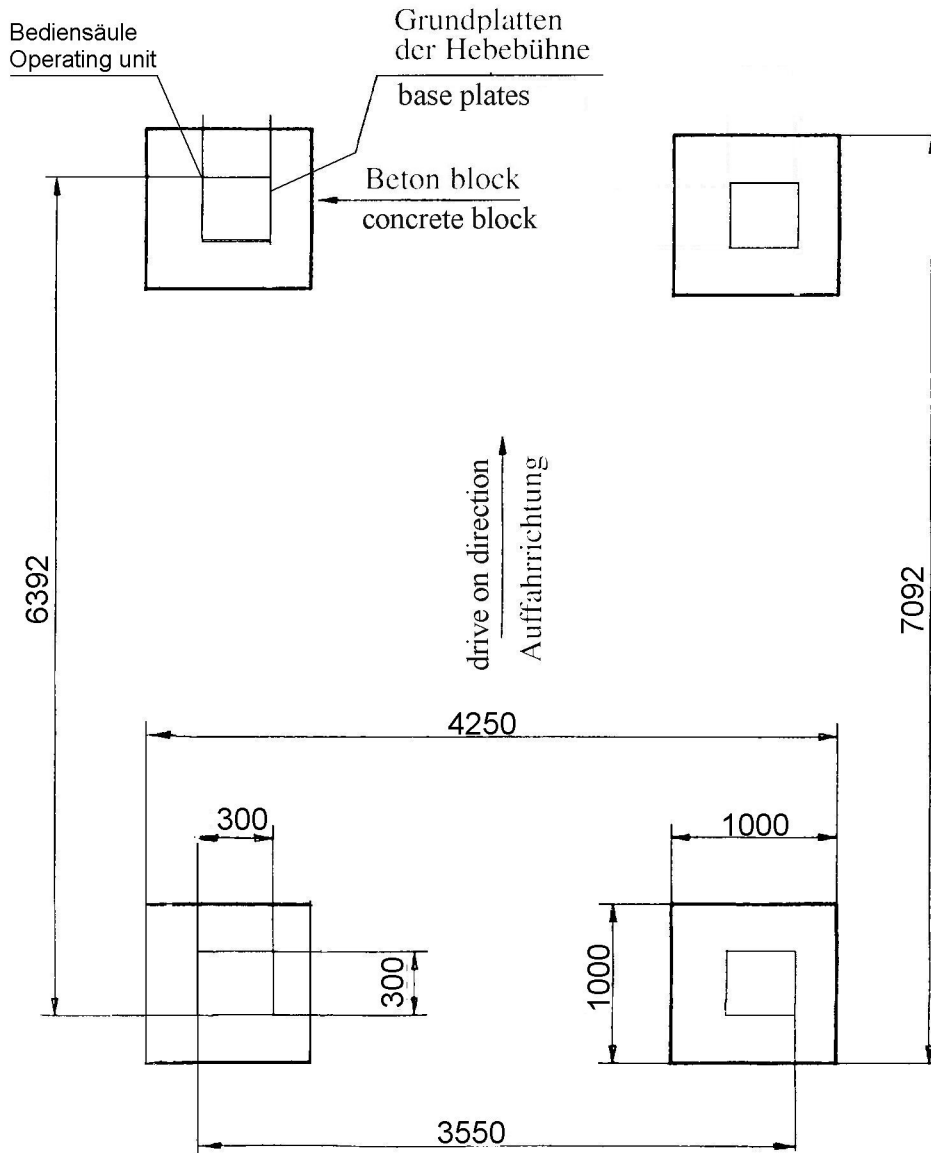 Bediensäule
Operating unit
Grundplatten
der Hebebühne
base plates
Beton block
concrete block
drive on direction
Auffahrrichtung
6392
7092
4250
300
1000
300
1000
3550